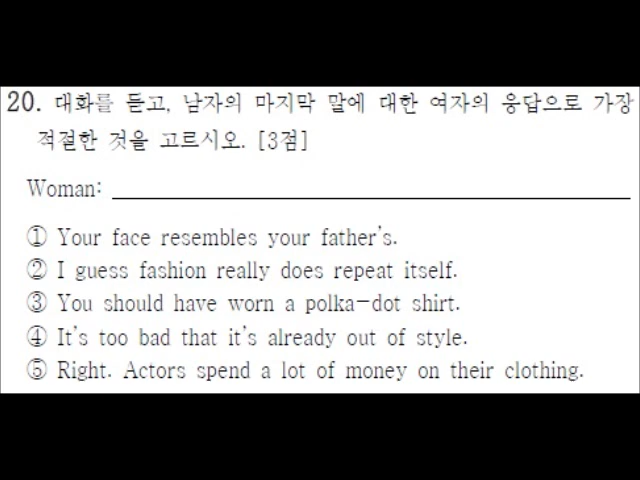 20. 대화를 듣고, 남자의 마지막 말에 대한 여자의 응답으로 가장
적절한 것을 고르시오. [3점]
Woman:
① Your face resembles your father's.
② I guess fashion really does repeat itself.
③ You should have worn a polka-dot shirt.
④ It's too bad that it's already out of style.
⑤ Right. Actors spend a lot of money on their clothing.